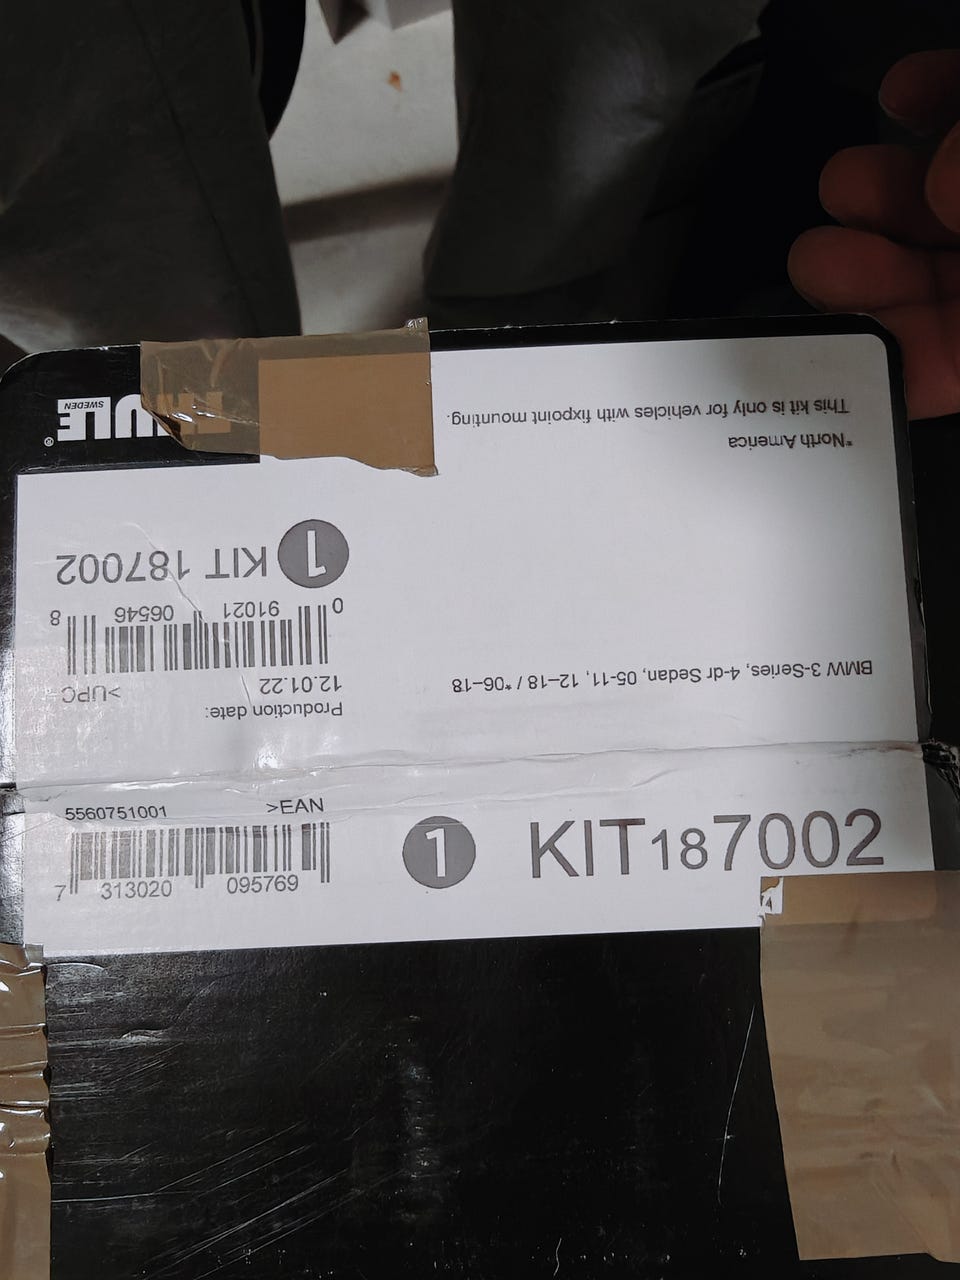 This kit is only for vehicles with fixpoint mounting.
*North America
SWEDEN
®
1 KIT 187002
0 91021 06546 8
>UPC
Production date:
12.01.22
BMW 3-Series, 4-dr Sedan, 05-11, 12–18 / *06–18
5560751001 >EAN
7 313020 095769
1 KIT187002